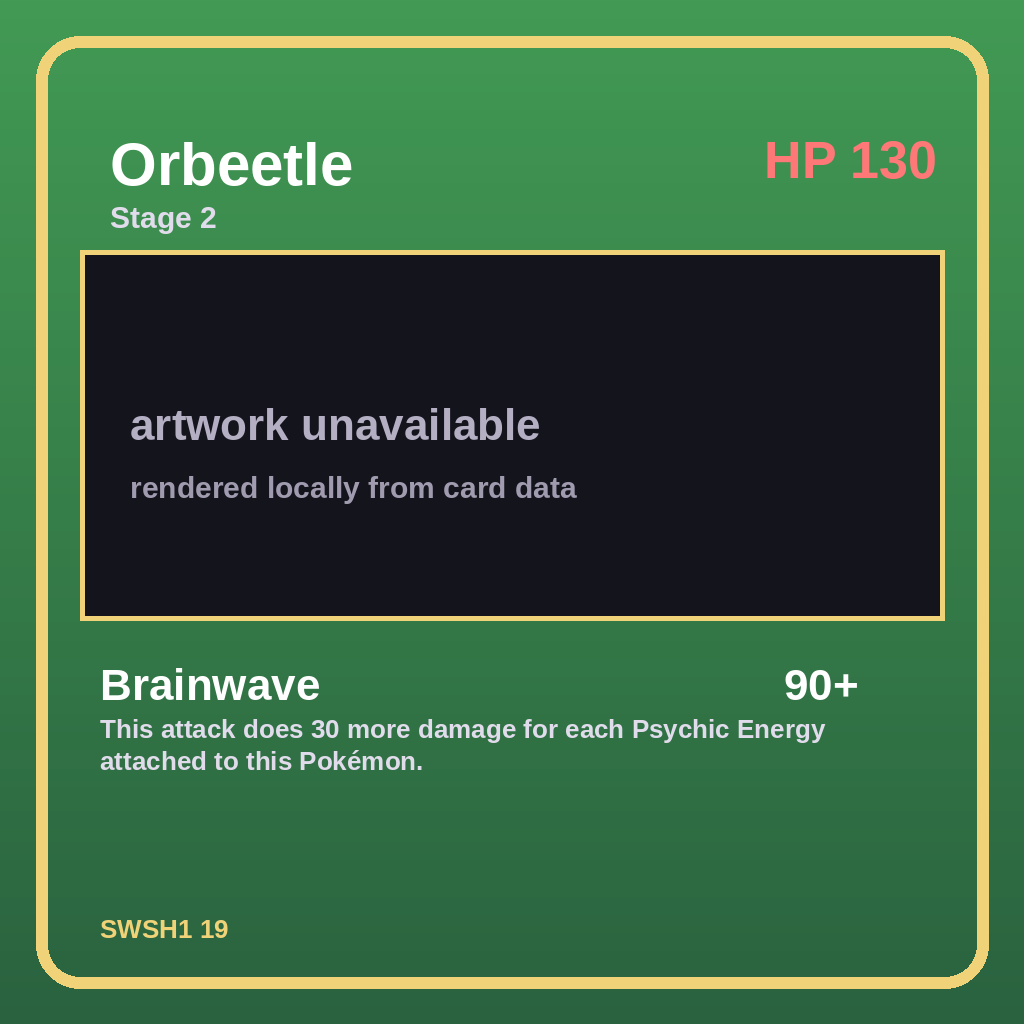 Orbeetle
HP 130
Stage 2
artwork unavailable
rendered locally from card data
Brainwave
90+
This attack does 30 more damage for each Psychic Energy
attached to this Pokémon.
SWSH1 19